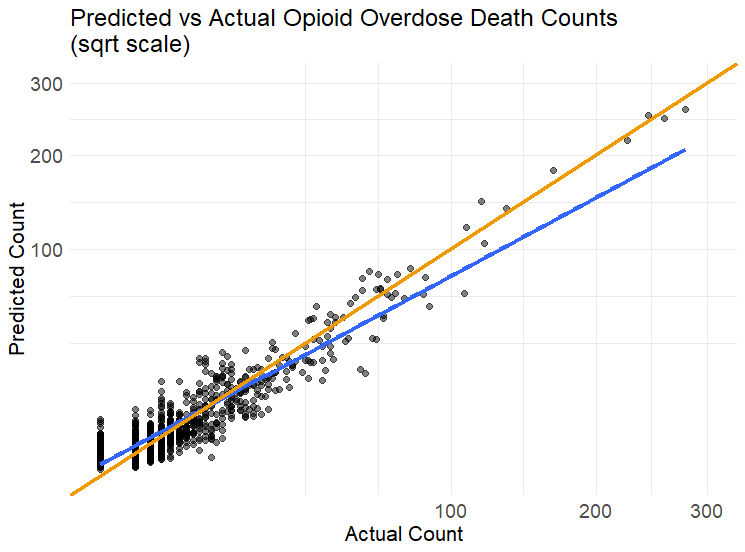 Predicted vs Actual Opioid Overdose Death Counts
(sqrt scale)
300
200
100
Predicted Count
100 200 300
Actual Count